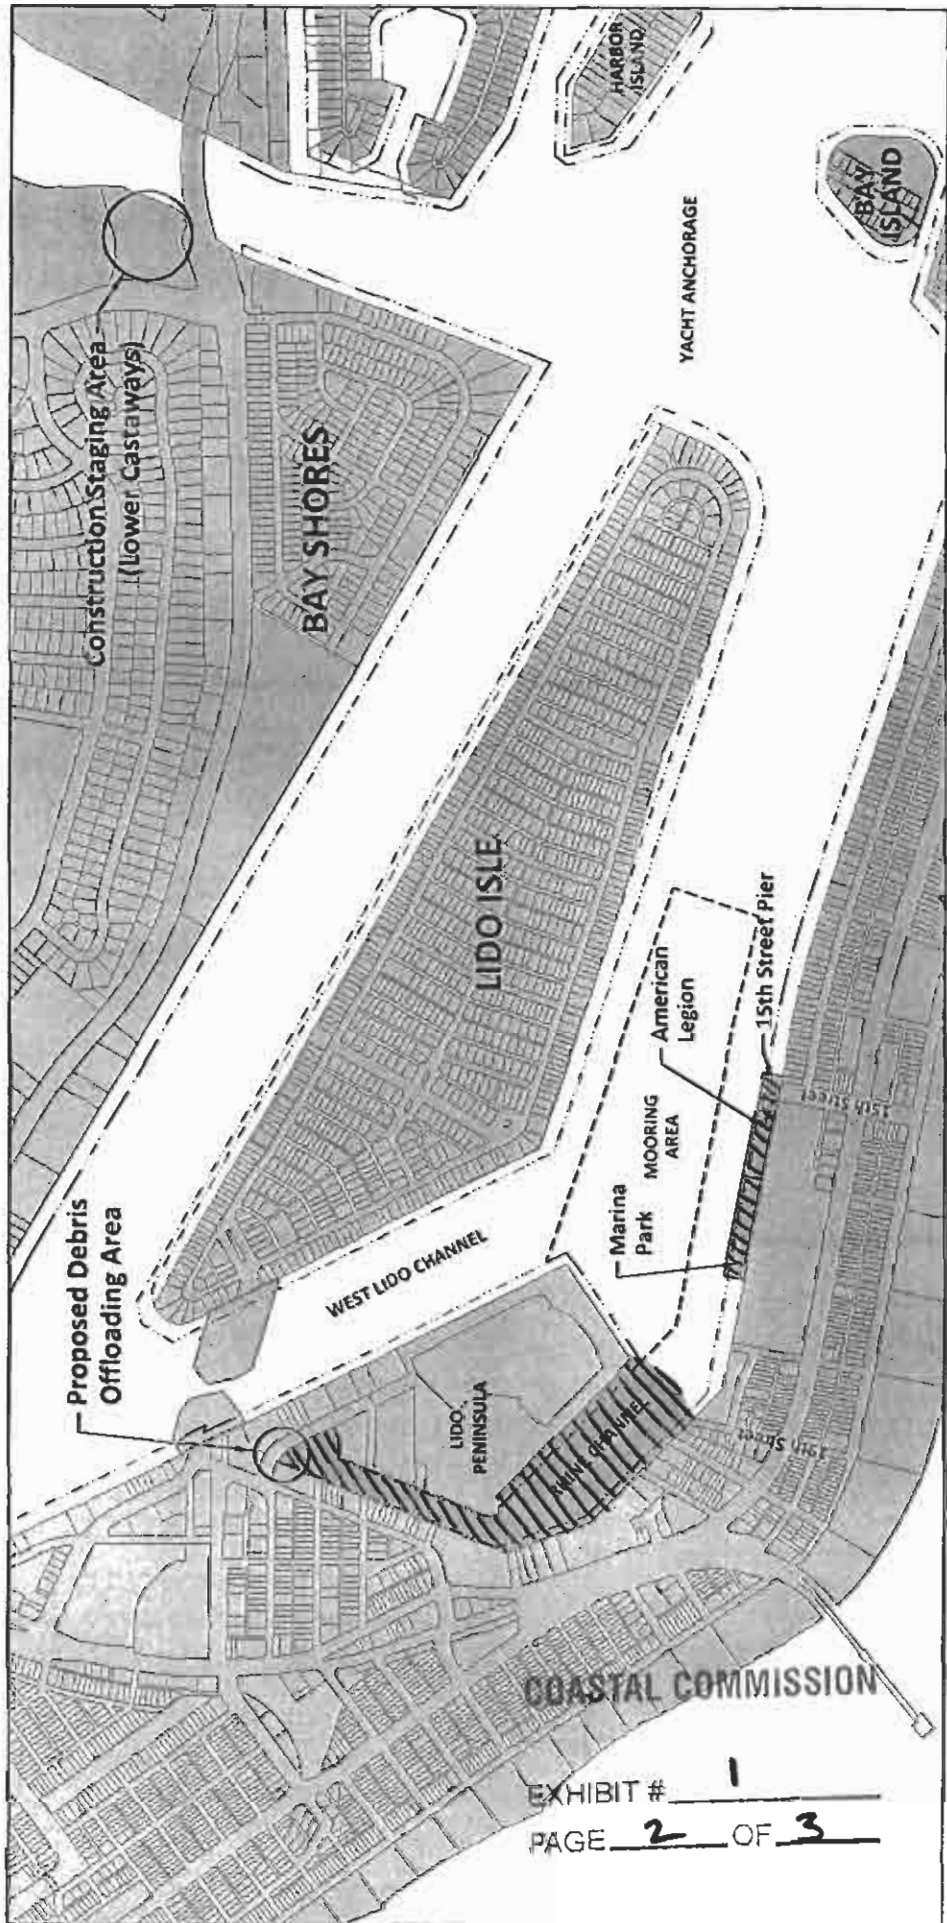 HARBOR
ISLAND
BAY
ISLAND
YACHT ANCHORAGE
Construction Staging Area
(Lower Castaways)
BAY SHORES
LIDO ISLE
American
Legion
15th Street Pier
15th Street
MOORING
AREA
Marina
Park
WEST LIDO CHANNEL
Proposed Debris
Offloading Area
LIDO
PENINSULA
RHINE CHANNEL
19th Street
COASTAL COMMISSION
EXHIBIT # 1
PAGE 2 OF 3